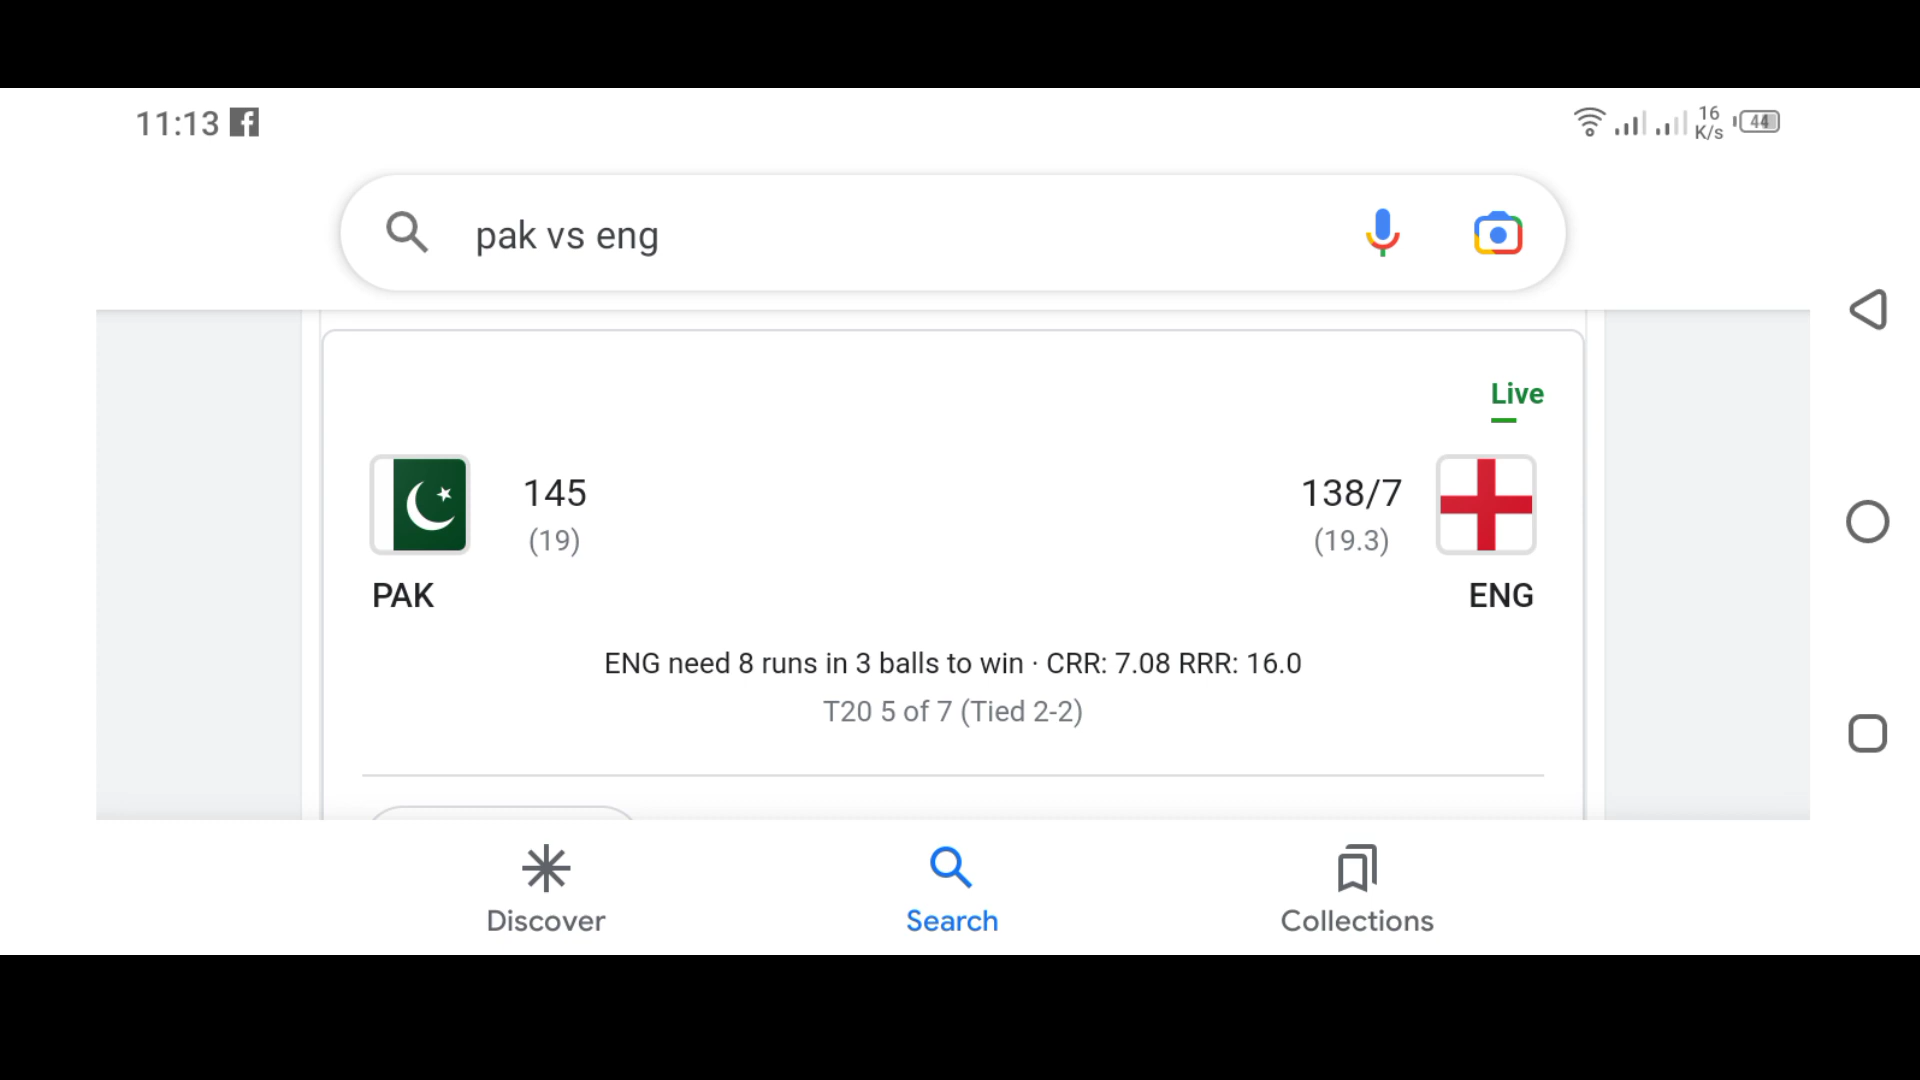 11:13
16
K/s
44
pak vs eng
Live
145
138/7
(19)
(19.3)
PAK
ENG
ENG need 8 runs in 3 balls to win · CRR: 7.08 RRR: 16.0
T20 5 of 7 (Tied 2-2)
Discover
Search
Collections